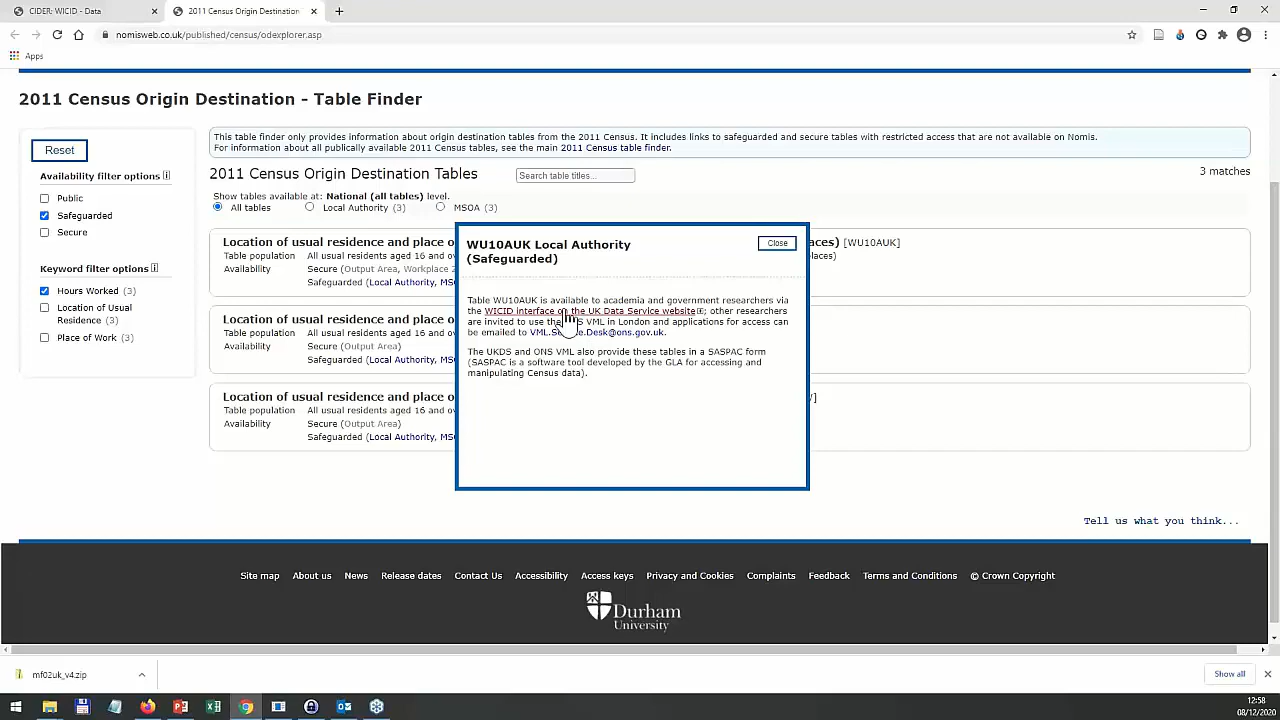 CIDER: WICID - Data
2011 Census Origin Destination
nomisweb.co.uk/published/census/odexplorer.asp
Apps
2011 Census Origin Destination - Table Finder
Reset
Availability filter options
Public
Safeguarded
Secure
Keyword filter options
Hours Worked (3)
Location of Usual
Residence (3)
Place of Work (3)
This table finder only provides information about origin destination tables from the 2011 Census. It includes links to safeguarded and secure tables with restricted access that are not available on Nomis.
For information about all publically available 2011 Census tables, see the main 2011 Census table finder.
2011 Census Origin Destination Tables
Search table titles...
3 matches
Show tables available at: National (all tables) level.
All tables
Local Authority (3)
MSOA (3)
Location of usual residence and place o
aces) [WU10AUK]
Table population All usual residents aged 16 and ov
places)
Availability Secure (Output Area, Workplace Z
Safeguarded (Local Authority, MS
Location of usual residence and place o
Table population All usual residents aged 16 and ov
Availability Secure (Output Area)
Safeguarded (Local Authority, MS
Location of usual residence and place o
Table population All usual residents aged 16 and ov
Availability Secure (Output Area)
Safeguarded (Local Authority, MS
WU10AUK Local Authority
(Safeguarded)
Close
Table WU10AUK is available to academia and government researchers via
the WICID interface on the UK Data Service website; other researchers
are invited to use the VML in London and applications for access can
be emailed to Desk@ons.gov.uk.
The UKDS and ONS VML also provide these tables in a SASPAC form
(SASPAC is a software tool developed by the GLA for accessing and
manipulating Census data).
Tell us what you think...
Site map About us News Release dates Contact Us Accessibility Access keys Privacy and Cookies Complaints Feedback Terms and Conditions © Crown Copyright
Durham
University
mf02uk_v4.zip
Show all
12:58
08/12/2020